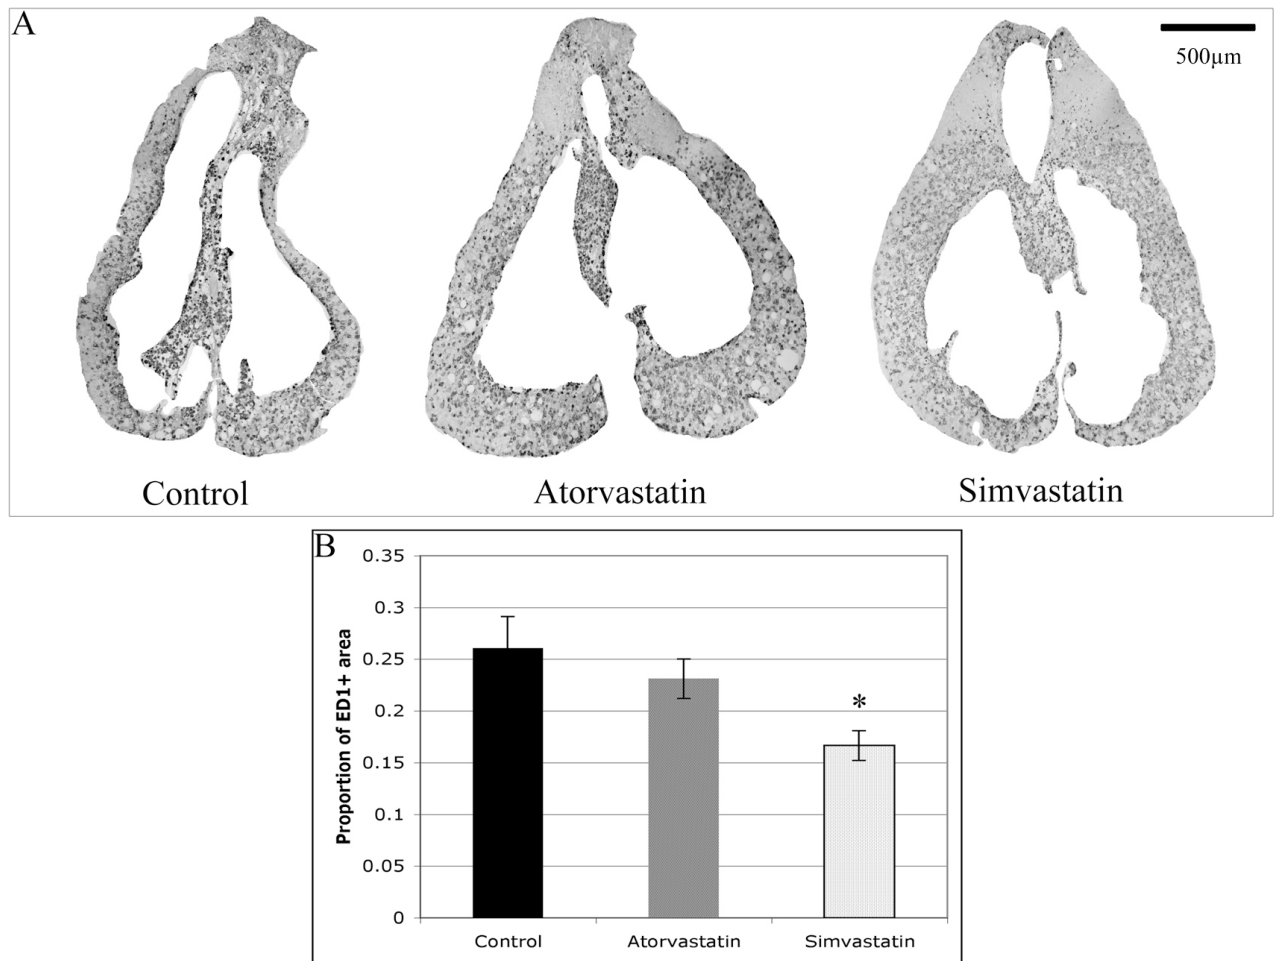 A
500µm
Control
Atorvastatin
Simvastatin
B
0.35
0.3
0.25
0.2
0.15
0.1
0.05
0
Proportion of ED1+ area
*
Control
Atorvastatin
Simvastatin